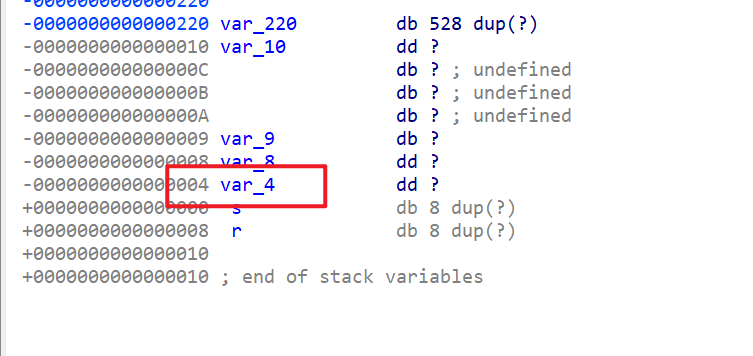 -0000000000000220
-0000000000000220 var_220 db 528 dup(?)
-0000000000000010 var_10 dd ?
-000000000000000C db ? ; undefined
-000000000000000B db ? ; undefined
-000000000000000A db ? ; undefined
-0000000000000009 var_9 db ?
-0000000000000008 var_8 dd ?
-0000000000000004 var_4 dd ?
+0000000000000000 s db 8 dup(?)
+0000000000000008 r db 8 dup(?)
+0000000000000010
+0000000000000010 ; end of stack variables